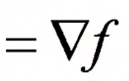 = ∇f